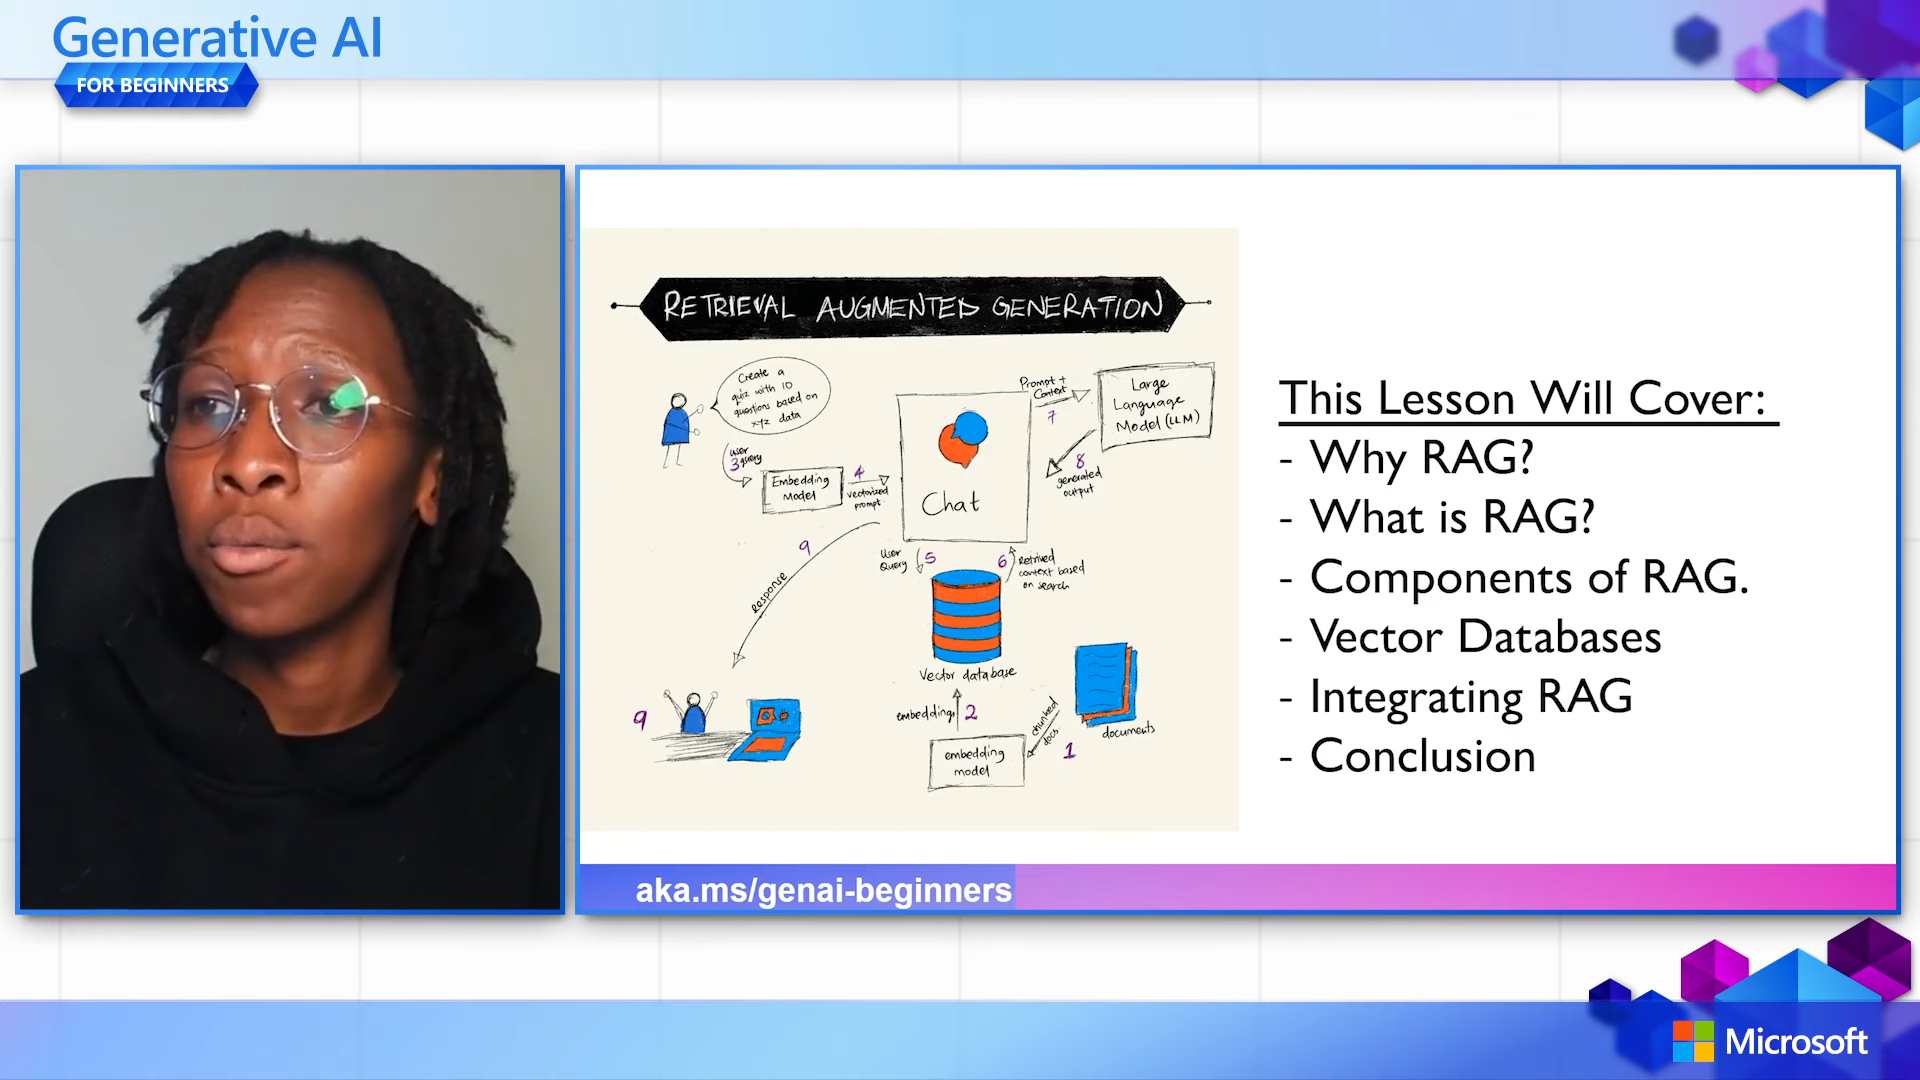 Generative AI
FOR BEGINNERS
RETRIEVAL AUGMENTED GENERATION
Create a
quiz with 10
questions based on
xyz data
user
3 query
Embedding
Model
4
vectorized
prompt
Chat
Prompt +
Context
7
Large
Language
Model (LLM)
8
generated
output
9
Response
User
Query
5
6
Retrived
context based
on search
Vector database
embeddings
2
embedding
model
chunked
docs
1
documents
9
This Lesson Will Cover:
- Why RAG?
- What is RAG?
- Components of RAG.
- Vector Databases
- Integrating RAG
- Conclusion
aka.ms/genai-beginners
Microsoft